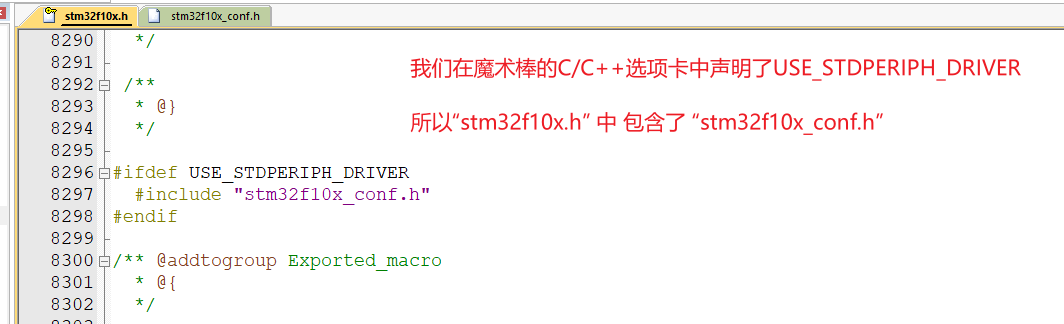 stm32f10x.h stm32f10x_conf.h
8290 */
8291
8292 /**
8293 * @}
8294 */
8295
8296 #ifdef USE_STDPERIPH_DRIVER
8297 #include "stm32f10x_conf.h"
8298 #endif
8299
8300 /** @addtogroup Exported_macro
8301 * @{
8302 */
我们在魔术棒的C/C++选项卡中声明了USE_STDPERIPH_DRIVER
所以“stm32f10x.h” 中 包含了 “stm32f10x_conf.h”